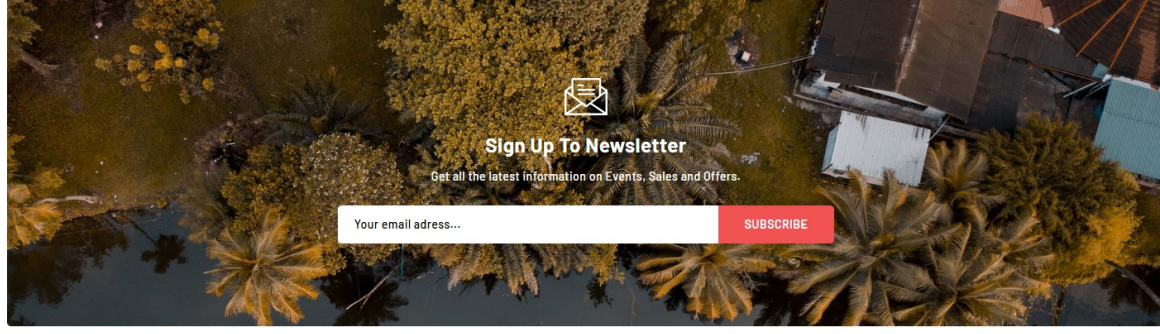 Sign Up To Newsletter
Get all the latest information on Events, Sales and Offers.
Your email adress...
SUBSCRIBE